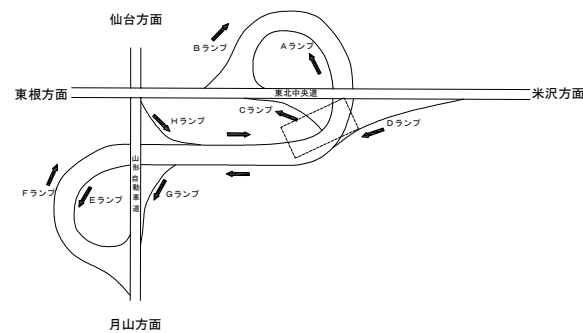 仙台方面
Bランプ
Aランプ
東根方面
東北中央道
米沢方面
Cランプ
Hランプ
Dランプ
山形自動車道
Fランプ
Eランプ
Gランプ
月山方面